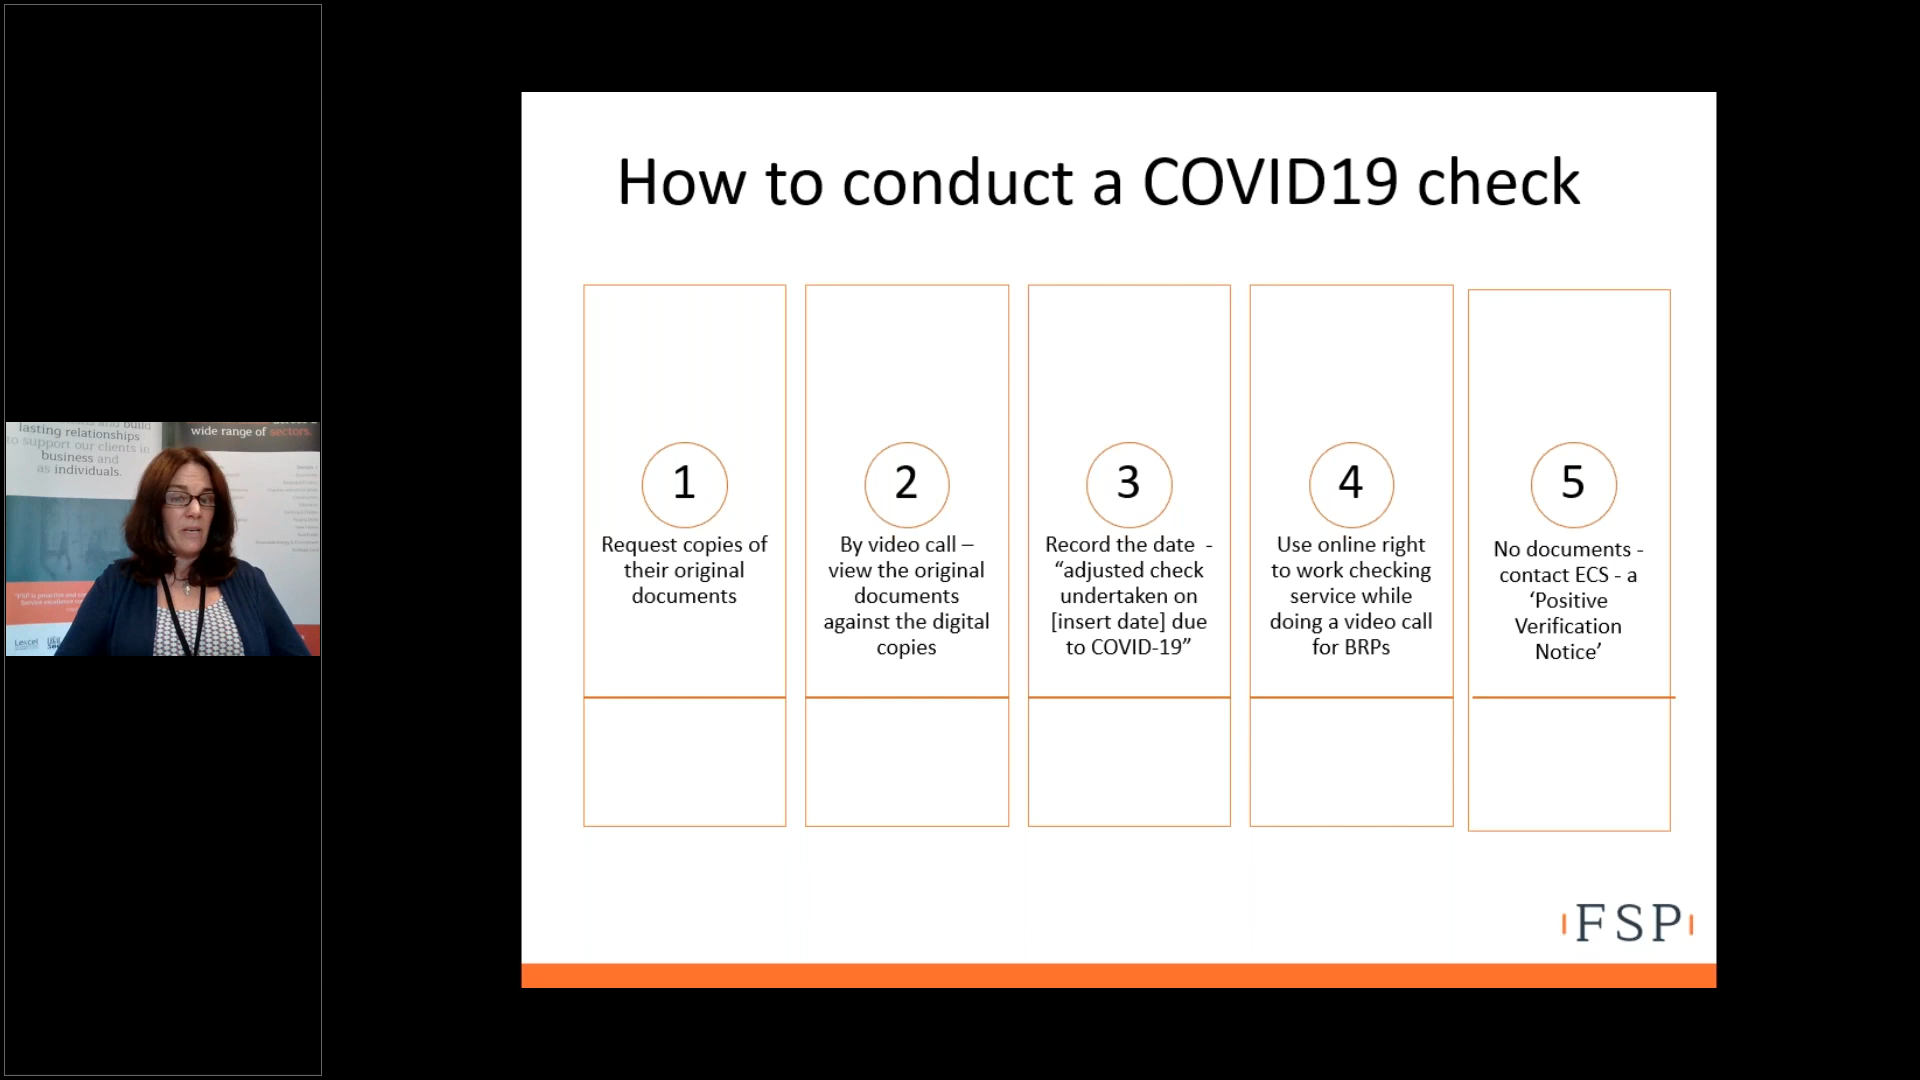 lasting relationships
to support our clients in
business and
as individuals.
wide range of sectors.
How to conduct a COVID19 check
1
Request copies of
their original
documents
2
By video call –
view the original
documents
against the digital
copies
3
Record the date -
“adjusted check
undertaken on
[insert date] due
to COVID-19”
4
Use online right
to work checking
service while
doing a video call
for BRPs
5
No documents -
contact ECS - a
‘Positive
Verification
Notice’
FSP